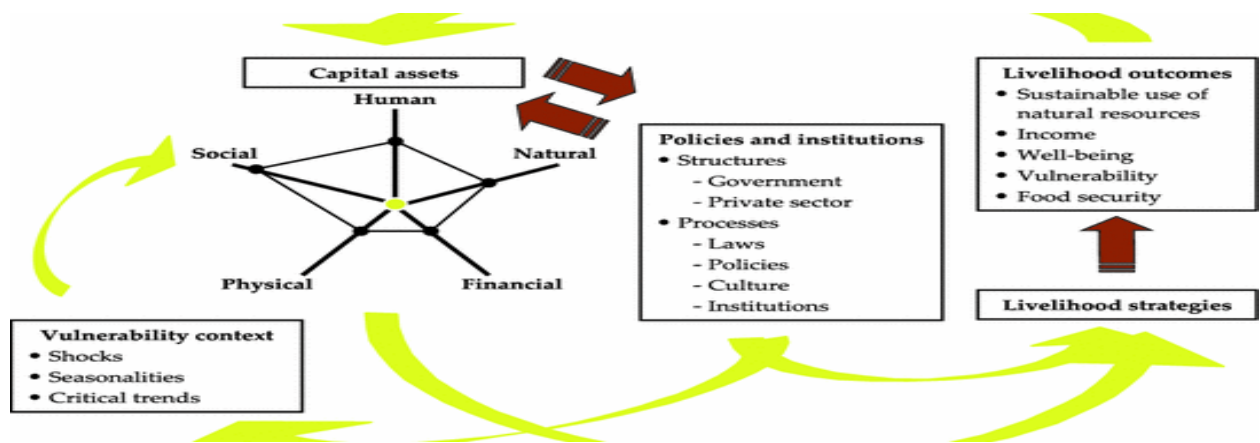 Capital assets
Human
Social
Natural
Physical
Financial
Vulnerability context
• Shocks
• Seasonalities
• Critical trends
Policies and institutions
• Structures
- Government
- Private sector
• Processes
- Laws
- Policies
- Culture
- Institutions
Livelihood outcomes
• Sustainable use of
natural resources
• Income
• Well-being
• Vulnerability
• Food security
Livelihood strategies